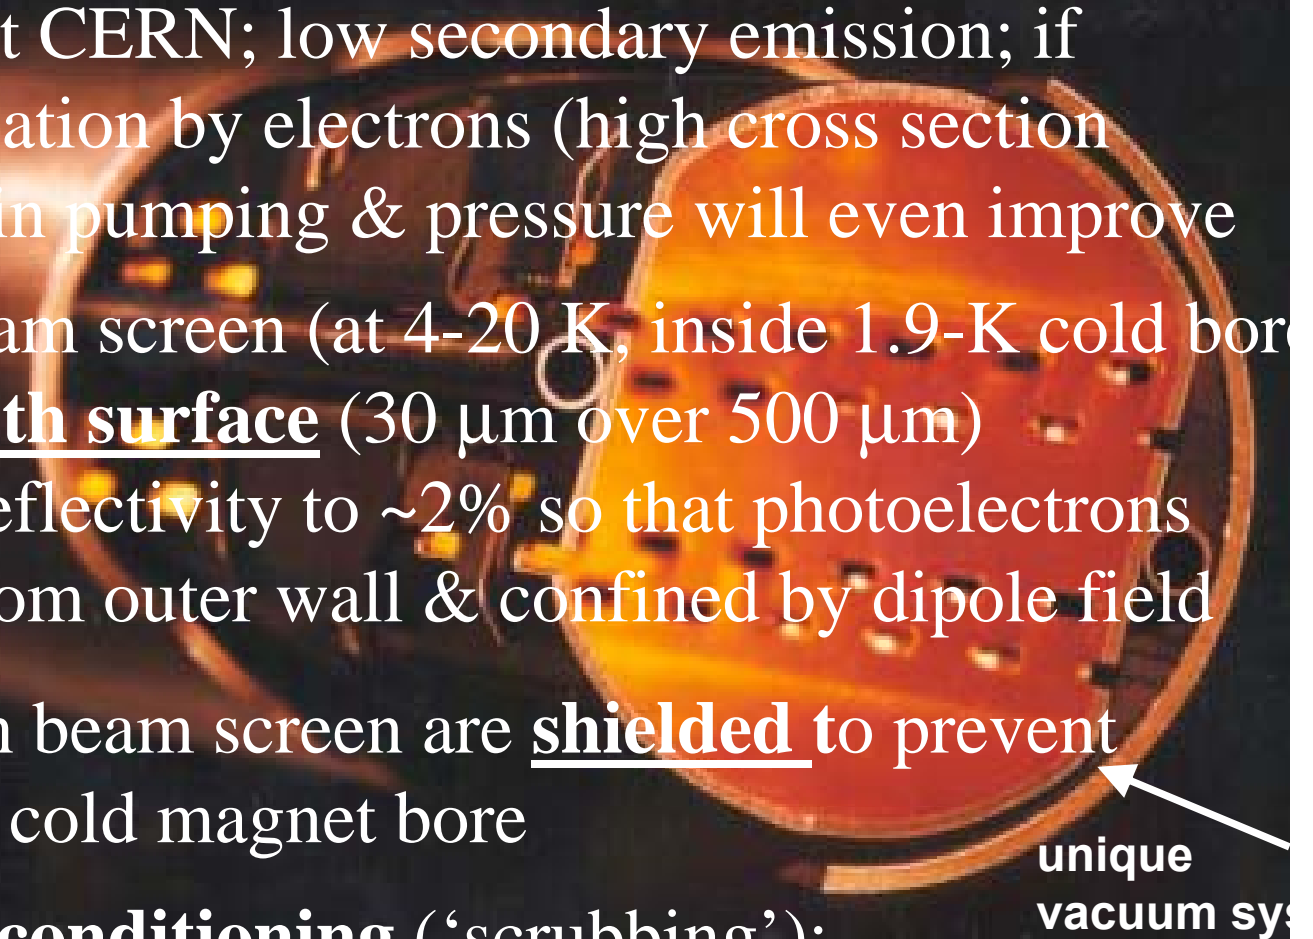 t CERN; low secondary emission; if
ation by electrons (high cross section
in pumping & pressure will even improve
am screen (at 4-20 K, inside 1.9-K cold bore
th surface (30 μm over 500 μm)
eflectivity to ~2% so that photoelectrons
om outer wall & confined by dipole field
n beam screen are shielded to prevent
cold magnet bore
unique
vacuum sys
conditioning (‘scrubbing’):